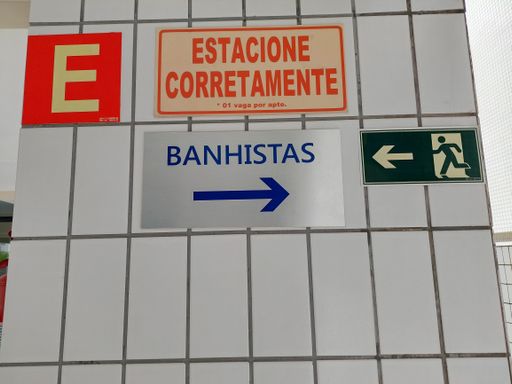 E
ESTACIONE
CORRETAMENTE
* 01 vaga por apto.
BANHISTAS